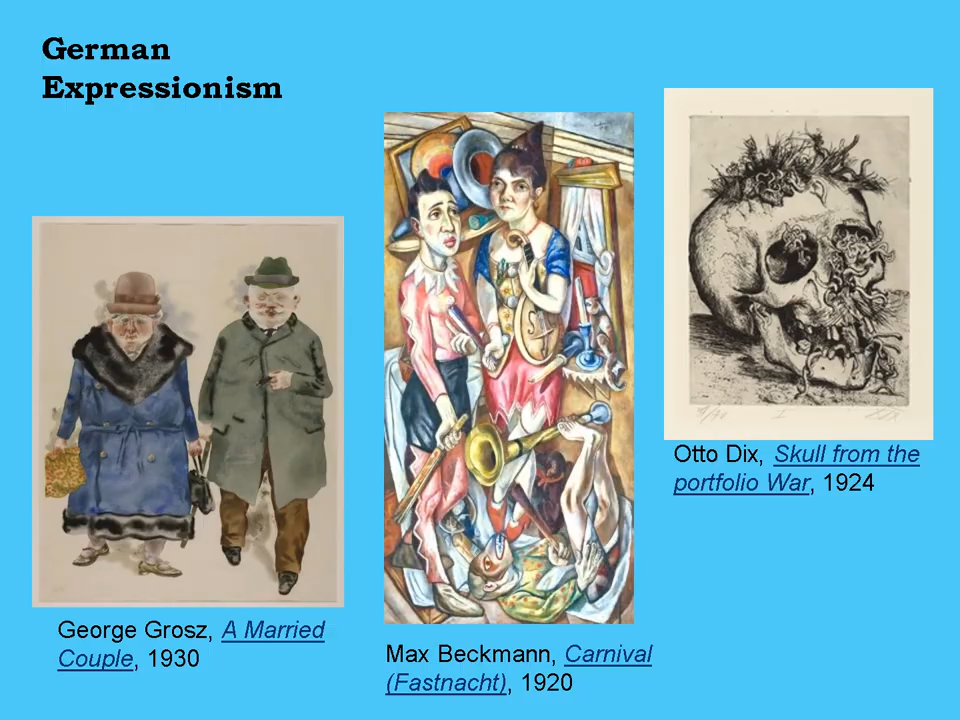 German
Expressionism
George Grosz, A Married
Couple, 1930
Max Beckmann, Carnival
(Fastnacht), 1920
Otto Dix, Skull from the
portfolio War, 1924